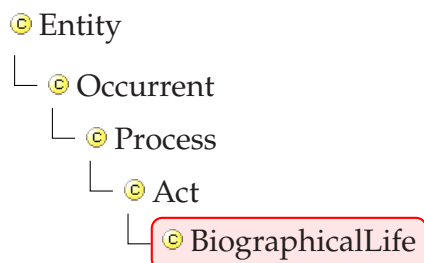 © Entity
© Occurrent
© Process
© Act
© BiographicalLife